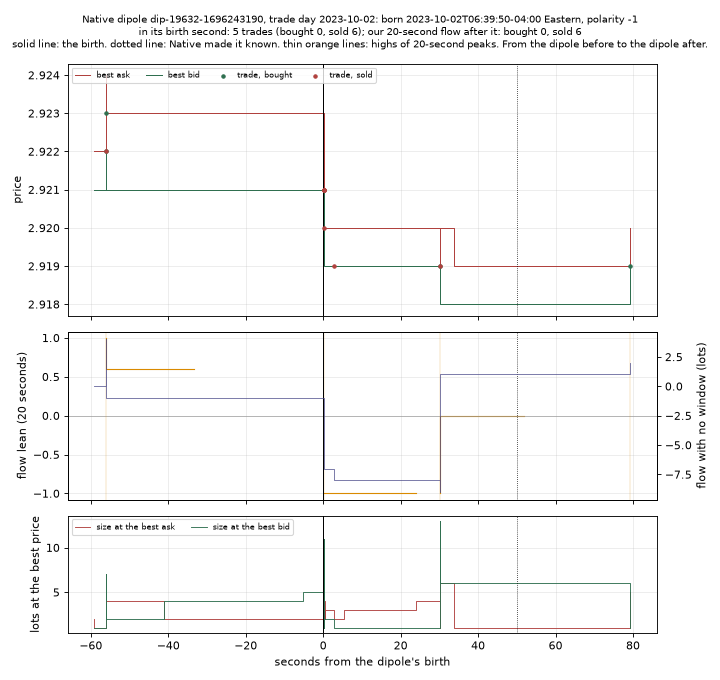 Native dipole dip-19632-1696243190, trade day 2023-10-02: born 2023-10-02T06:39:50-04:00 Eastern, polarity -1
in its birth second: 5 trades (bought 0, sold 6); our 20-second flow after it: bought 0, sold 6
solid line: the birth. dotted line: Native made it known. thin orange lines: highs of 20-second peaks. From the dipole before to the dipole after.
best ask best bid trade, bought trade, sold
2.924
2.923
2.922
2.921
2.920
2.919
2.918
price
1.0
0.5
0.0
−0.5
−1.0
flow lean (20 seconds)
2.5
0.0
−2.5
−5.0
−7.5
flow with no window (lots)
size at the best ask size at the best bid
10
5
lots at the best price
−60 −40 −20 0 20 40 60 80
seconds from the dipole's birth